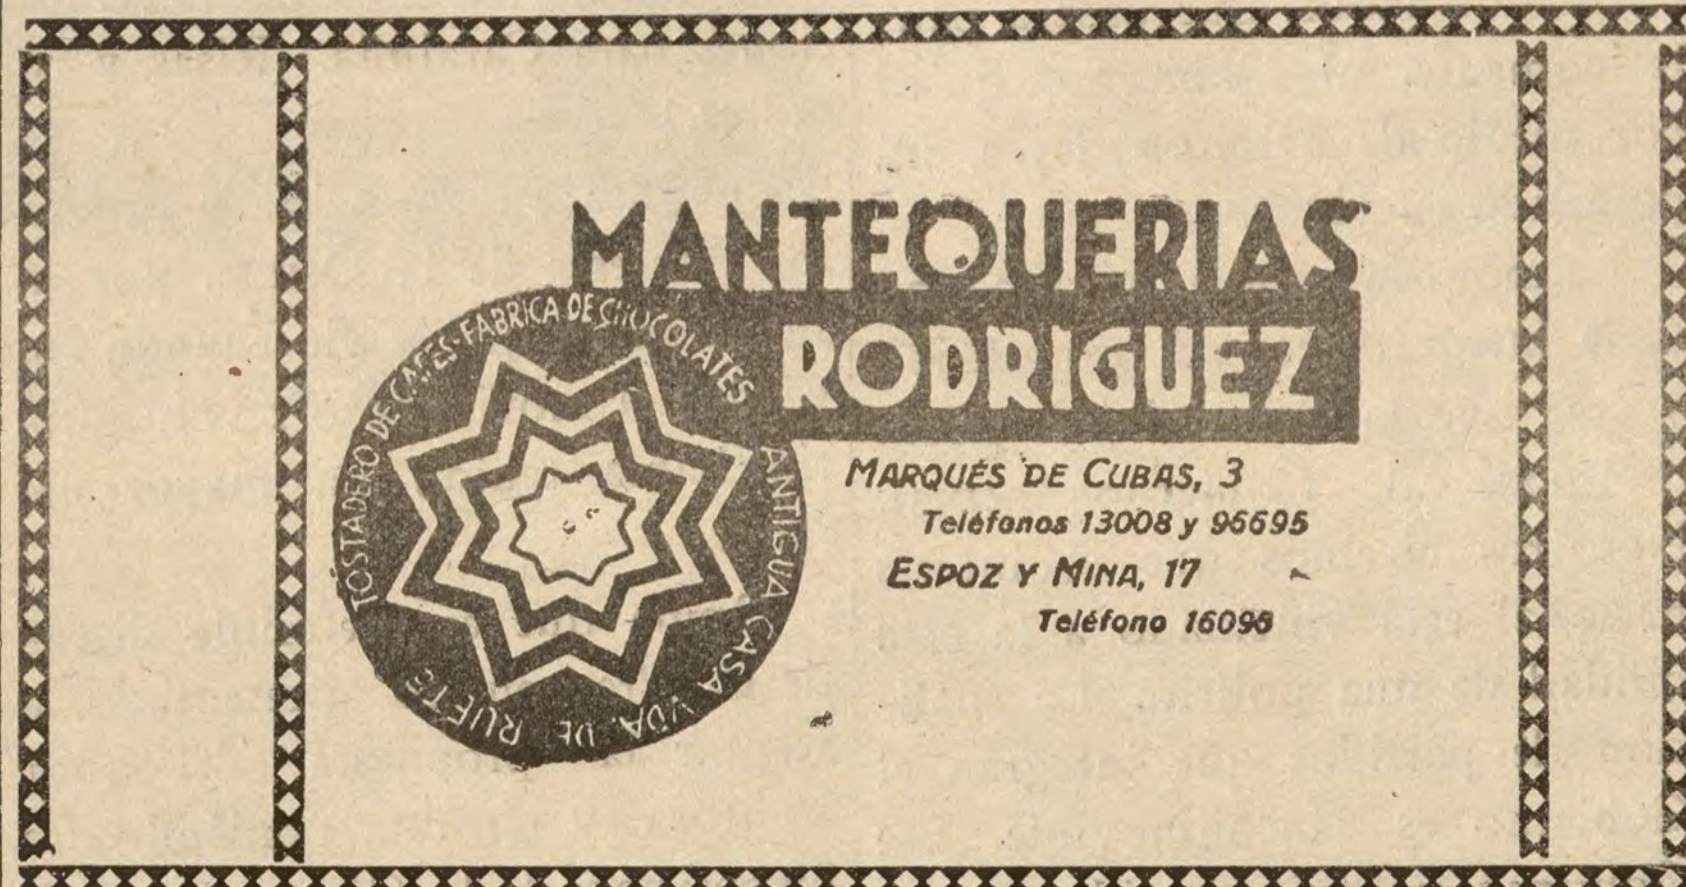 MANTEQUERIAS
RODRIGUEZ
TOSTADERO DE CAFES-FABRICA DE CHOCOLATES
ANTIGUA CASA VDA. DE RUETE
MARQUÉS DE CUBAS, 3
Teléfonos 13008 y 96695
ESPOZ Y MINA, 17
Teléfono 16096